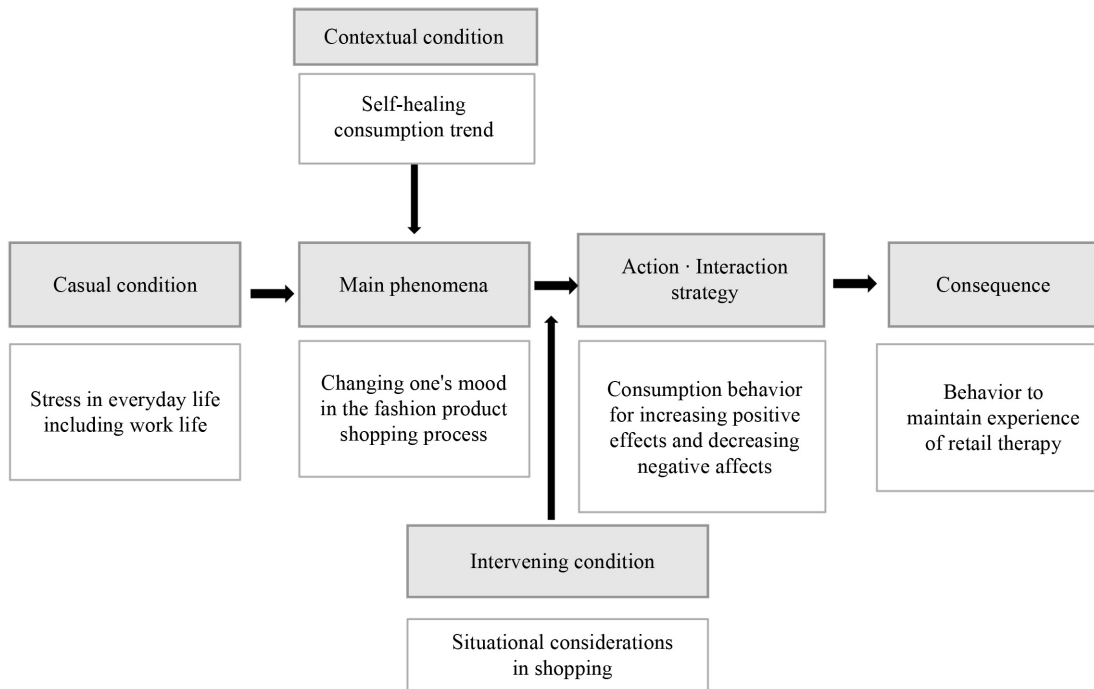 Contextual condition
Self-healing
consumption trend
Casual condition
Main phenomena
Action · Interaction
strategy
Consequence
Stress in everyday life
including work life
Changing one's mood
in the fashion product
shopping process
Consumption behavior
for increasing positive
effects and decreasing
negative affects
Behavior to
maintain experience
of retail therapy
Intervening condition
Situational considerations
in shopping